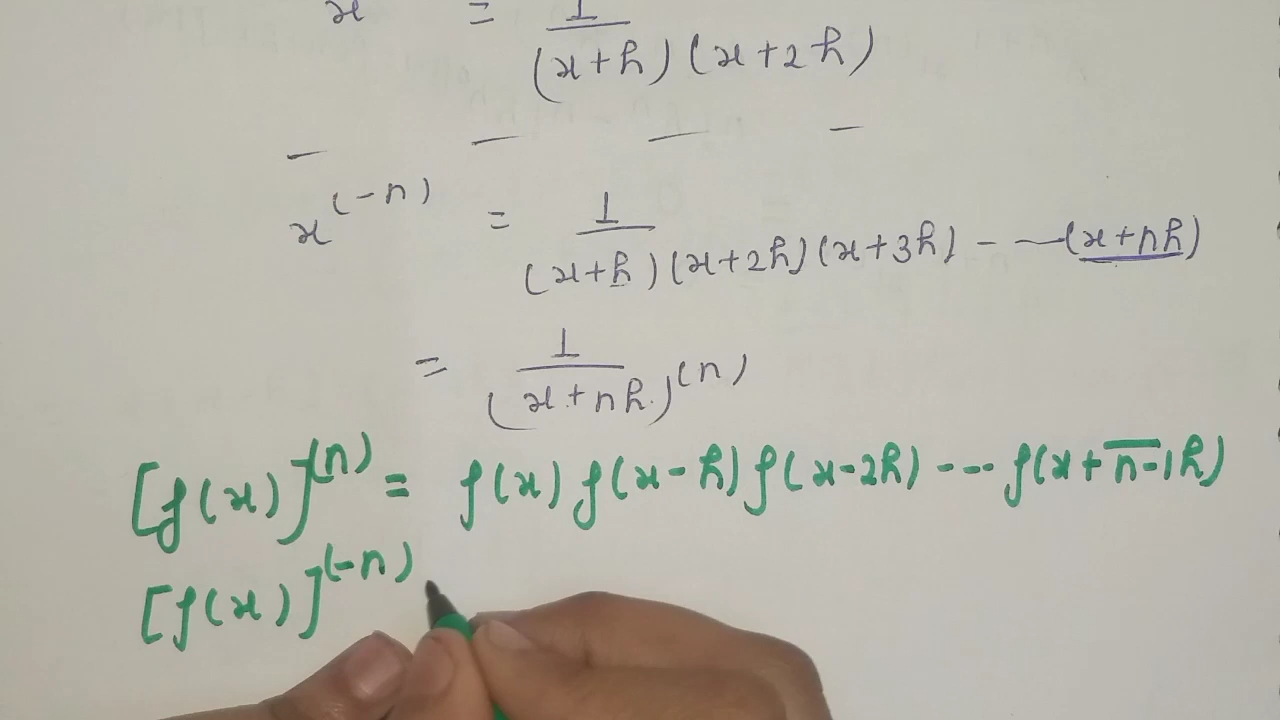 x = 1/((x+h)(x+2h))
— — — —
x^(-n) = 1/((x+h)(x+2h)(x+3h) - - — (x+nh))
= 1/(x+nh)^(n)
[f(x)]^(n) = f(x) f(x-h) f(x-2h) --- f(x+n̅-̅1h)
[f(x)]^(-n)